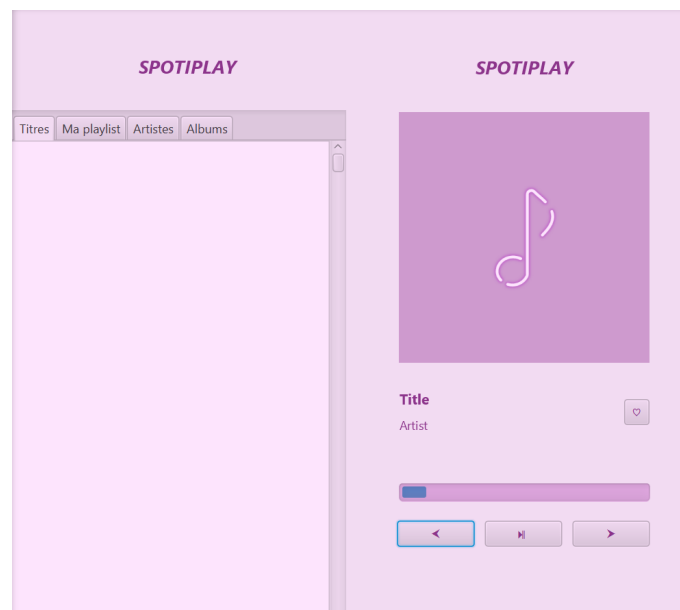 SPOTIPLAY
Titres Ma playlist Artistes Albums
SPOTIPLAY
Title
Artist